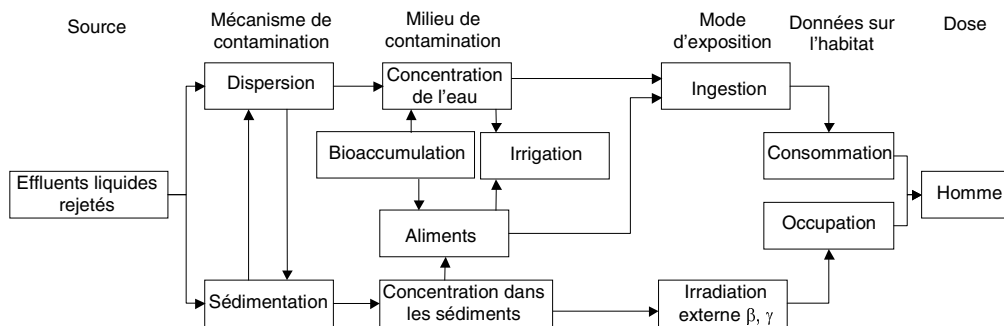 Source
Mécanisme de
contamination
Milieu de
contamination
Mode
d'exposition
Données sur
l'habitat
Dose
Dispersion
Concentration
de l'eau
Ingestion
Bioaccumulation
Irrigation
Consommation
Effluents liquides
rejetés
Homme
Aliments
Occupation
Sédimentation
Concentration dans
les sédiments
Irradiation
externe β, γ